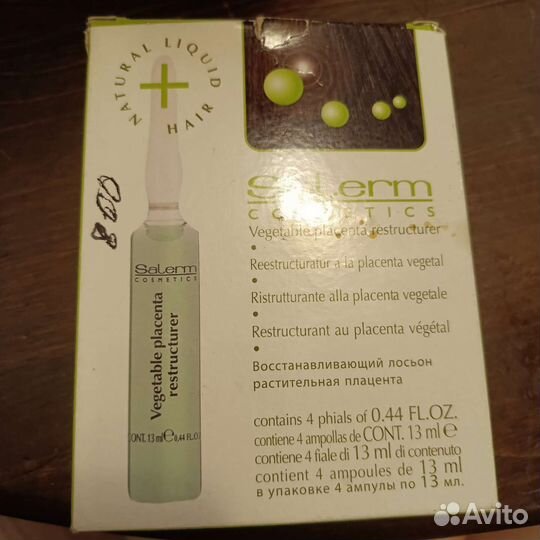 NATURAL LIQUID HAIR
Salerm
COSMETICS
Vegetable placenta restructurer
Reestructuratur a la placenta vegetal
Ristrutturante alla placenta vegetale
Restructurant au placenta végétal
Восстанавливающий лосьон
растительная плацента
contains 4 phials of 0.44 FL.OZ.
contiene 4 ampollas de CONT. 13 ml ℮
contiene 4 fiale di 13 ml di contenuto
contient 4 ampoules de 13 ml
в упаковке 4 ампулы по 13 мл.
Salerm
COSMETICS
Vegetable placenta
restructurer
CONT. 13 ml ℮ 0,44 FL.OZ.
Avito